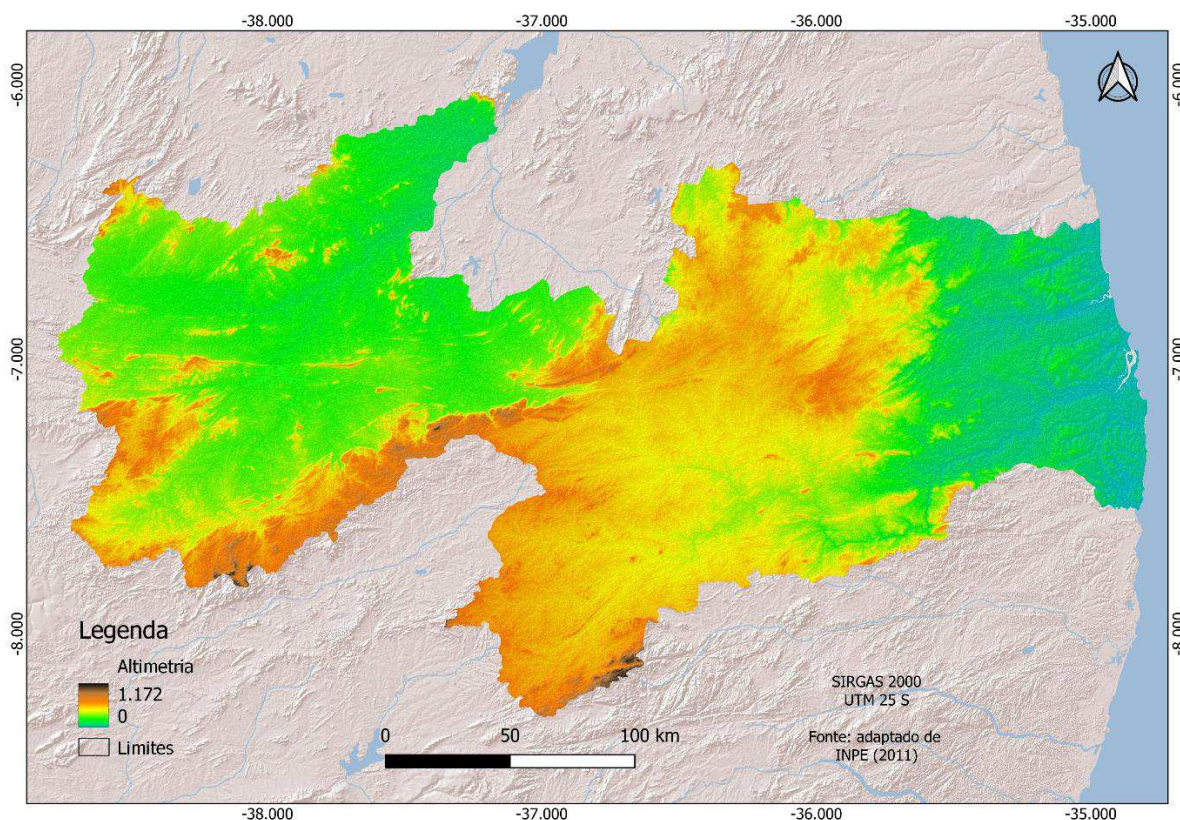 -38.000
-37.000
-36.000
-35.000
-6.000
-6.000
-7.000
-7.000
-8.000
-8.000
Legenda
Altimetria
1.172
0
Limites
0
50
100 km
SIRGAS 2000
UTM 25 S
Fonte: adaptado de
INPE (2011)
-38.000
-37.000
-36.000
-35.000